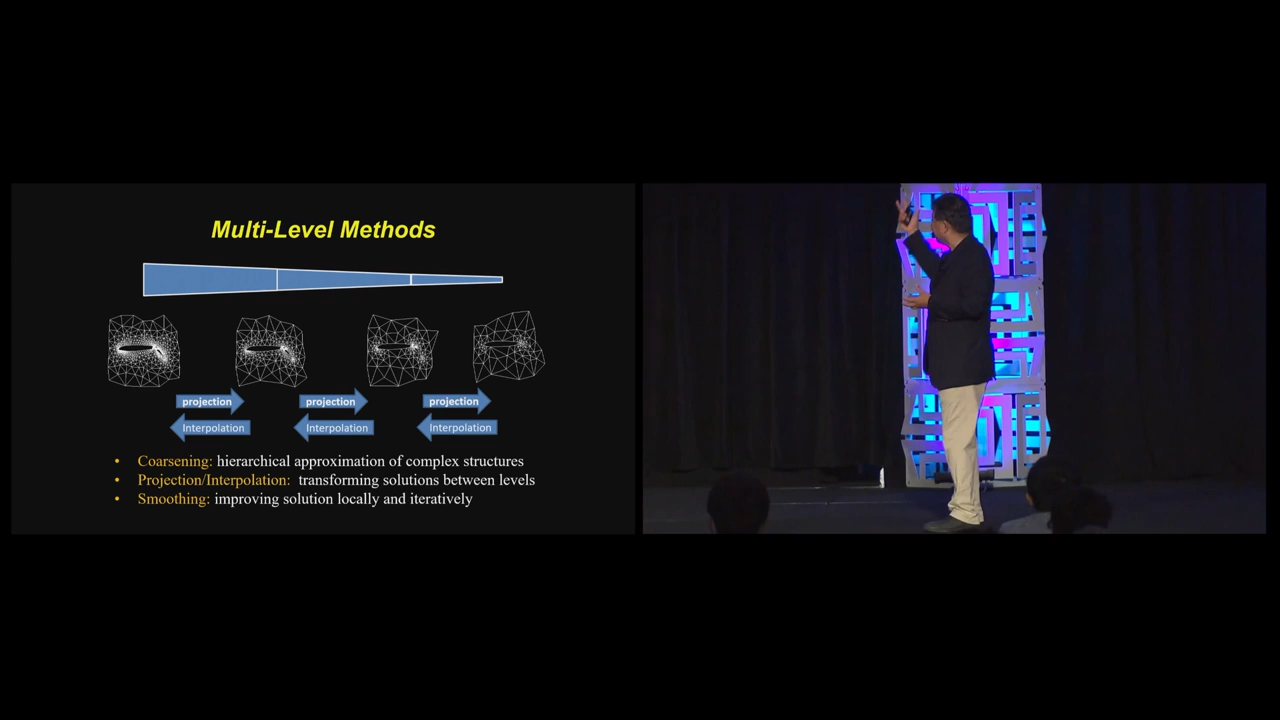 Multi-Level Methods
projection projection projection
Interpolation Interpolation Interpolation
• Coarsening: hierarchical approximation of complex structures
• Projection/Interpolation: transforming solutions between levels
• Smoothing: improving solution locally and iteratively